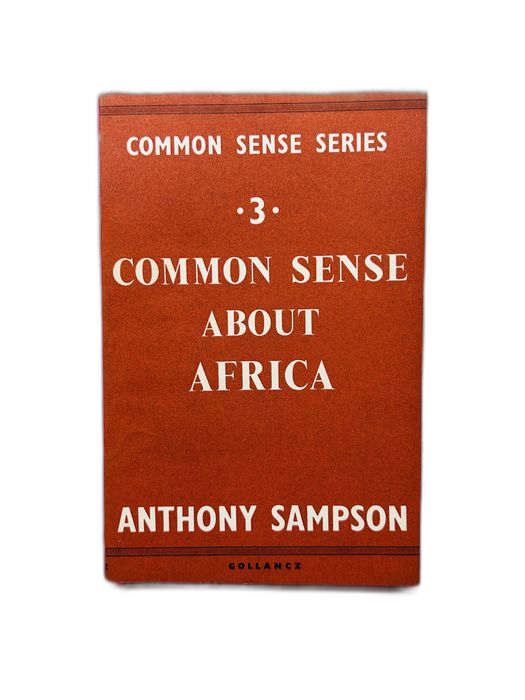 COMMON SENSE SERIES
·3·
COMMON SENSE
ABOUT
AFRICA
ANTHONY SAMPSON
GOLLANCZ